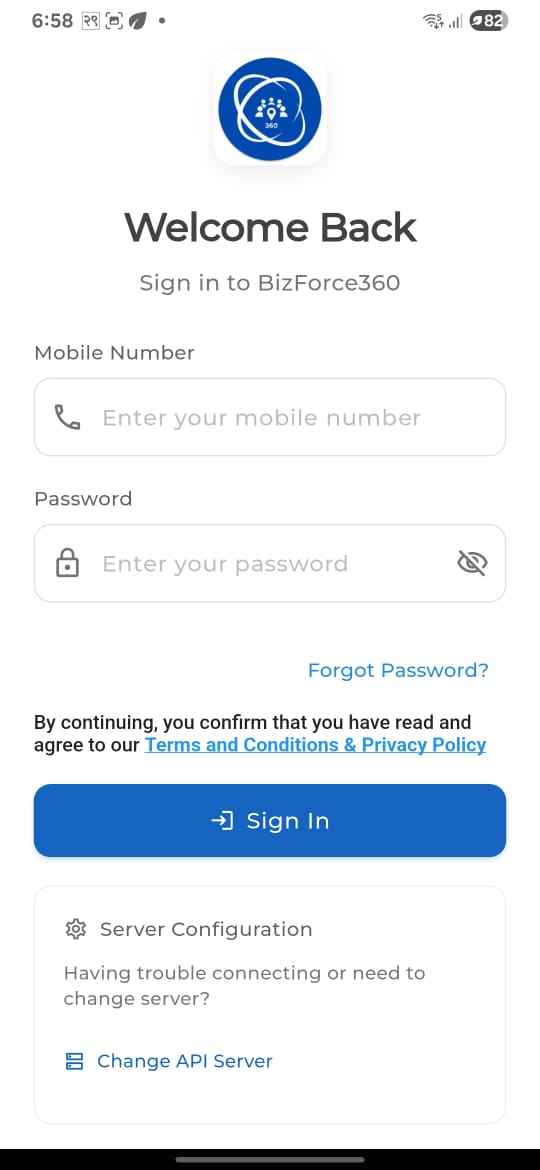 6:58 २९ 82
360
Welcome Back
Sign in to BizForce360
Mobile Number
Enter your mobile number
Password
Enter your password
Forgot Password?
By continuing, you confirm that you have read and
agree to our Terms and Conditions & Privacy Policy
Sign In
Server Configuration
Having trouble connecting or need to
change server?
Change API Server